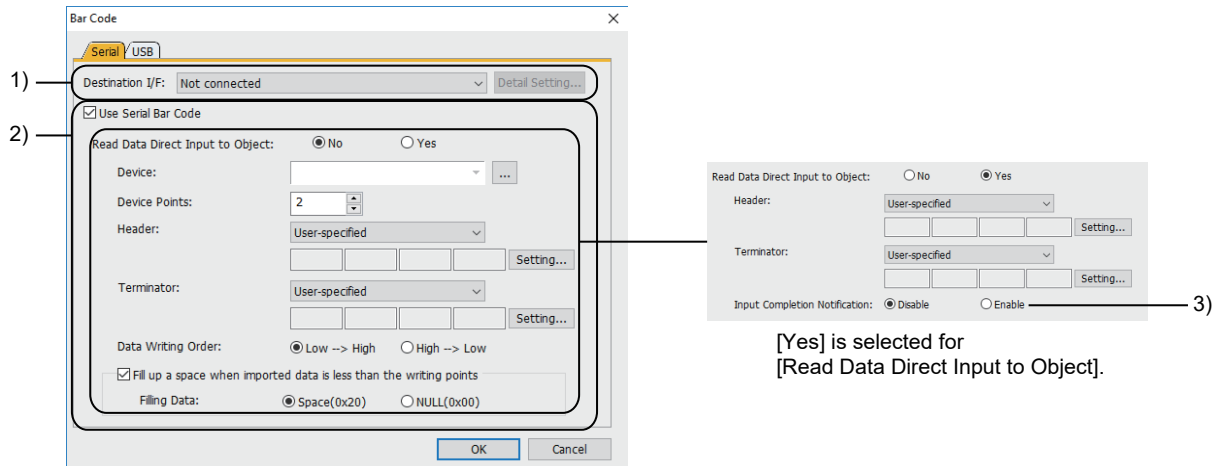 Bar Code
Serial USB
1)
Destination I/F: Not connected Detail Setting...
2)
Use Serial Bar Code
Read Data Direct Input to Object: No Yes
Device: ...
Device Points: 2
Header: User-specified
Setting...
Terminator: User-specified
Setting...
Data Writing Order: Low --> High High --> Low
Fill up a space when imported data is less than the writing points
Filling Data: Space(0x20) NULL(0x00)
OK Cancel
Read Data Direct Input to Object: No Yes
Header: User-specified
Setting...
Terminator: User-specified
Setting...
Input Completion Notification: Disable Enable
3)
[Yes] is selected for
[Read Data Direct Input to Object].